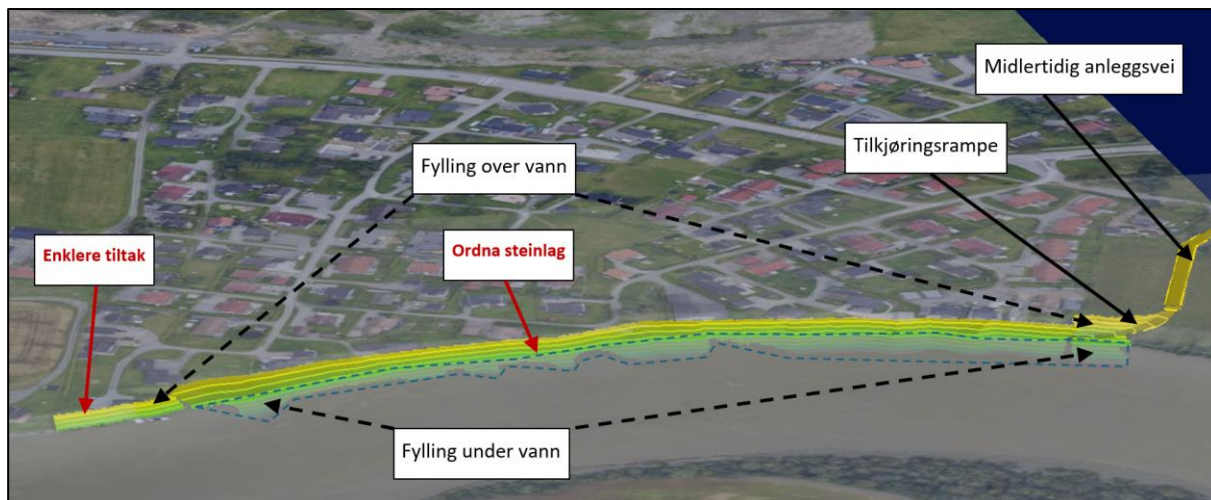 Midlertidig anleggsvei
Tilkjøringsrampe
Fylling over vann
Enklere tiltak
Ordna steinlag
Fylling under vann